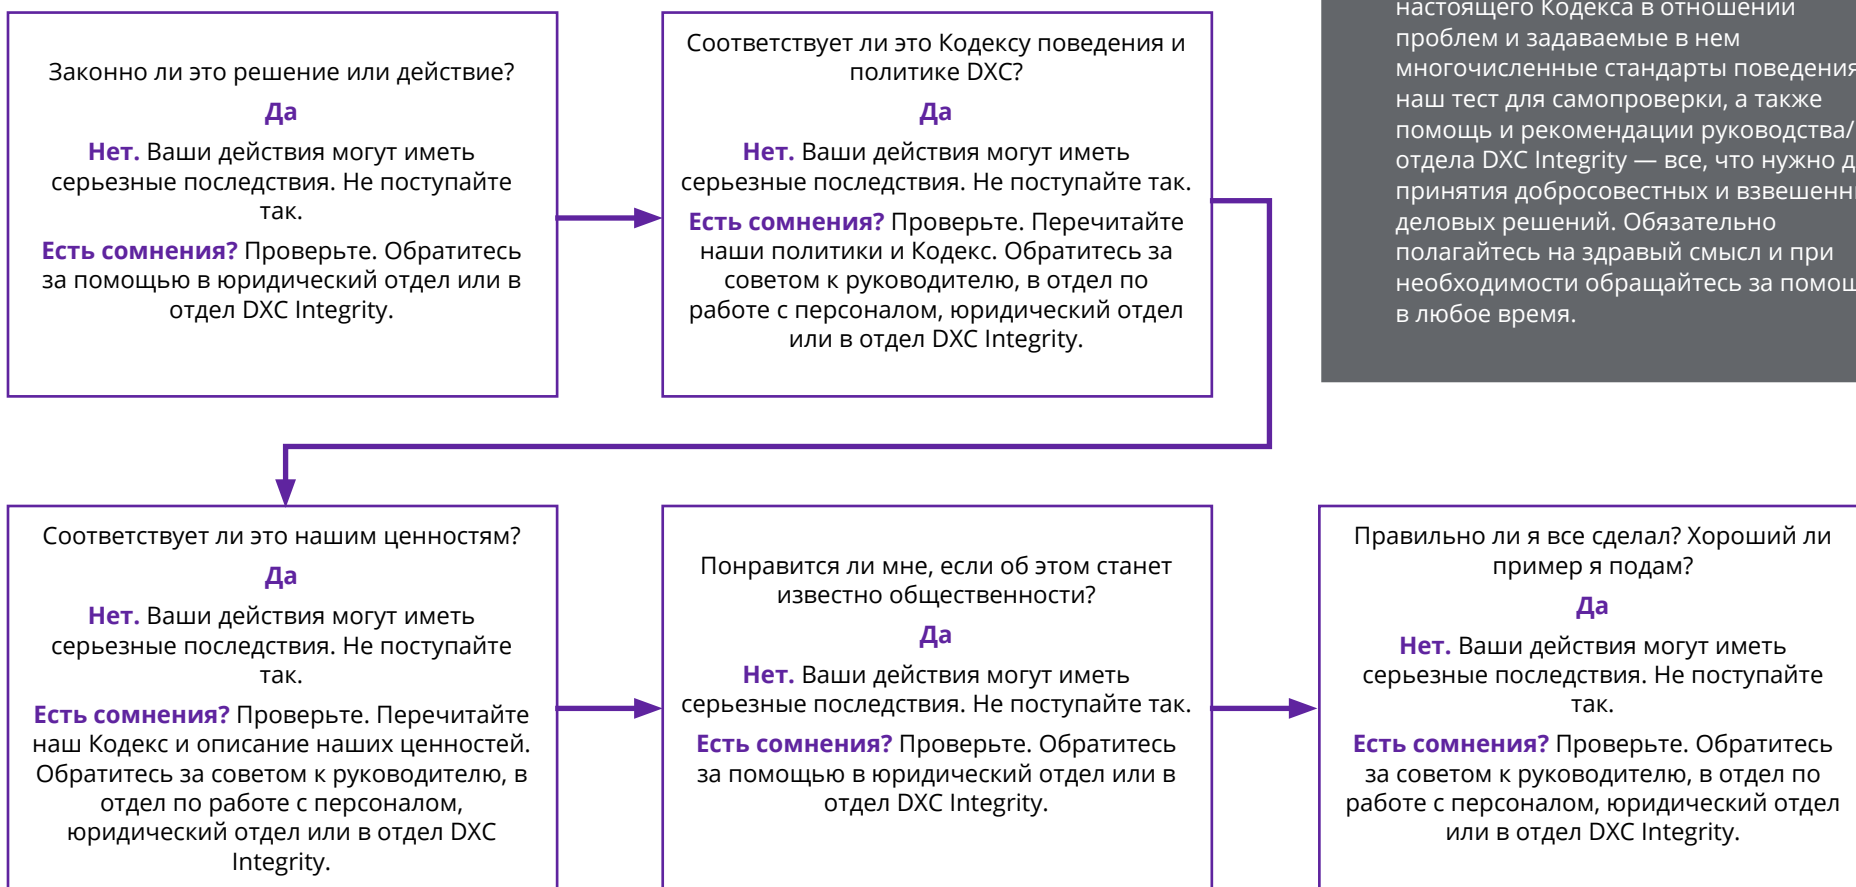 Законно ли это решение или действие?
Да
Нет. Ваши действия могут иметь
серьезные последствия. Не поступайте
так.
Есть сомнения? Проверьте. Обратитесь
за помощью в юридический отдел или в
отдел DXC Integrity.
Соответствует ли это Кодексу поведения и
политике DXC?
Да
Нет. Ваши действия могут иметь
серьезные последствия. Не поступайте так.
Есть сомнения? Проверьте. Перечитайте
наши политики и Кодекс. Обратитесь за
советом к руководителю, в отдел по
работе с персоналом, юридический отдел
или в отдел DXC Integrity.
настоящего Кодекса в отношении
проблем и задаваемые в нем
многочисленные стандарты поведения
наш тест для самопроверки, а также
помощь и рекомендации руководства/
отдела DXC Integrity — все, что нужно
принятия добросовестных и
деловых решений. Обязательно
полагайтесь на здравый смысл и при
необходимости обращайтесь за
в любое время.
Соответствует ли это нашим ценностям?
Да
Нет. Ваши действия могут иметь
серьезные последствия. Не поступайте
так.
Есть сомнения? Проверьте. Перечитайте
наш Кодекс и описание наших ценностей.
Обратитесь за советом к руководителю, в
отдел по работе с персоналом,
юридический отдел или в отдел DXC
Integrity.
Понравится ли мне, если об этом станет
известно общественности?
Да
Нет. Ваши действия могут иметь
серьезные последствия. Не поступайте так.
Есть сомнения? Проверьте. Обратитесь
за помощью в юридический отдел или в
отдел DXC Integrity.
Правильно ли я все сделал? Хороший ли
пример я подам?
Да
Нет. Ваши действия могут иметь
серьезные последствия. Не поступайте
так.
Есть сомнения? Проверьте. Обратитесь
за советом к руководителю, в отдел по
работе с персоналом, юридический отдел
или в отдел DXC Integrity.